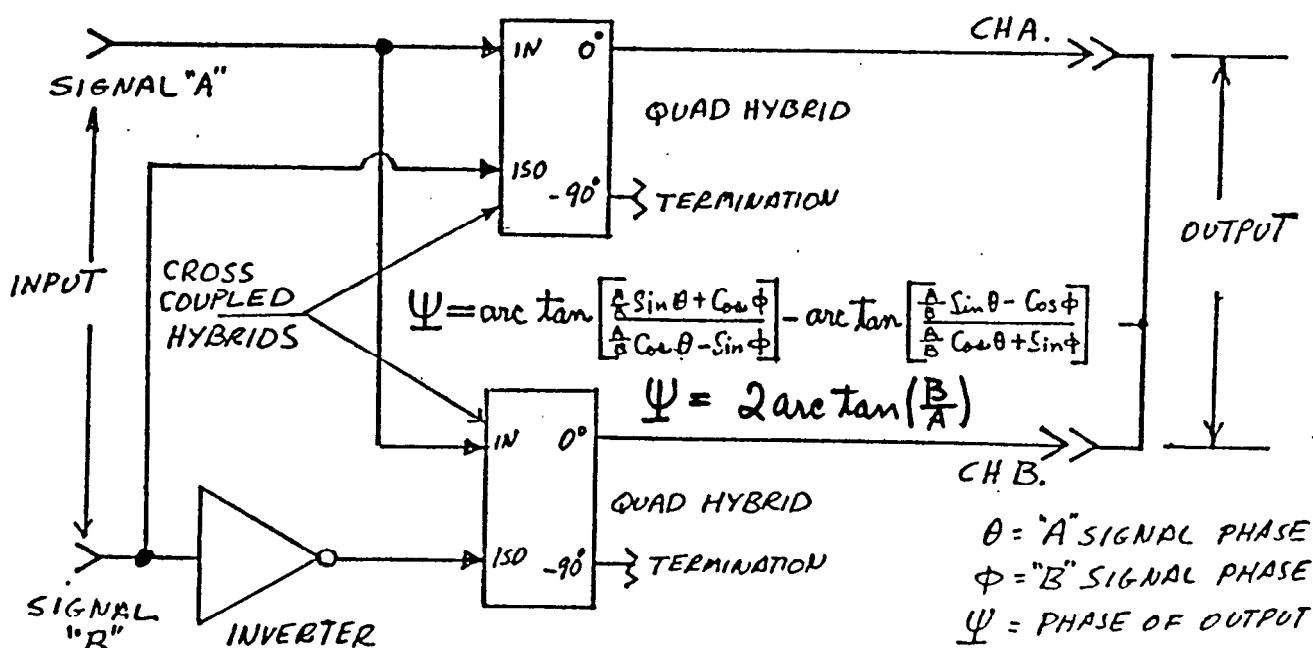 SIGNAL "A"
IN 0°
CH A.
QUAD HYBRID
ISO
-90°
TERMINATION
INPUT
OUTPUT
CROSS
COUPLED
HYBRIDS
Ψ = arc tan [(A/B Sin θ + Cos ϕ)/(A/B Cos θ - Sin ϕ)] - arc tan [(A/B Sin θ - Cos ϕ)/(A/B Cos θ + Sin ϕ)]
Ψ = 2 arc tan (B/A)
IN 0°
CH B.
QUAD HYBRID
ISO
-90°
TERMINATION
SIGNAL
"B"
INVERTER
θ = "A" SIGNAL PHASE
ϕ = "B" SIGNAL PHASE
Ψ = PHASE OF OUTPUT